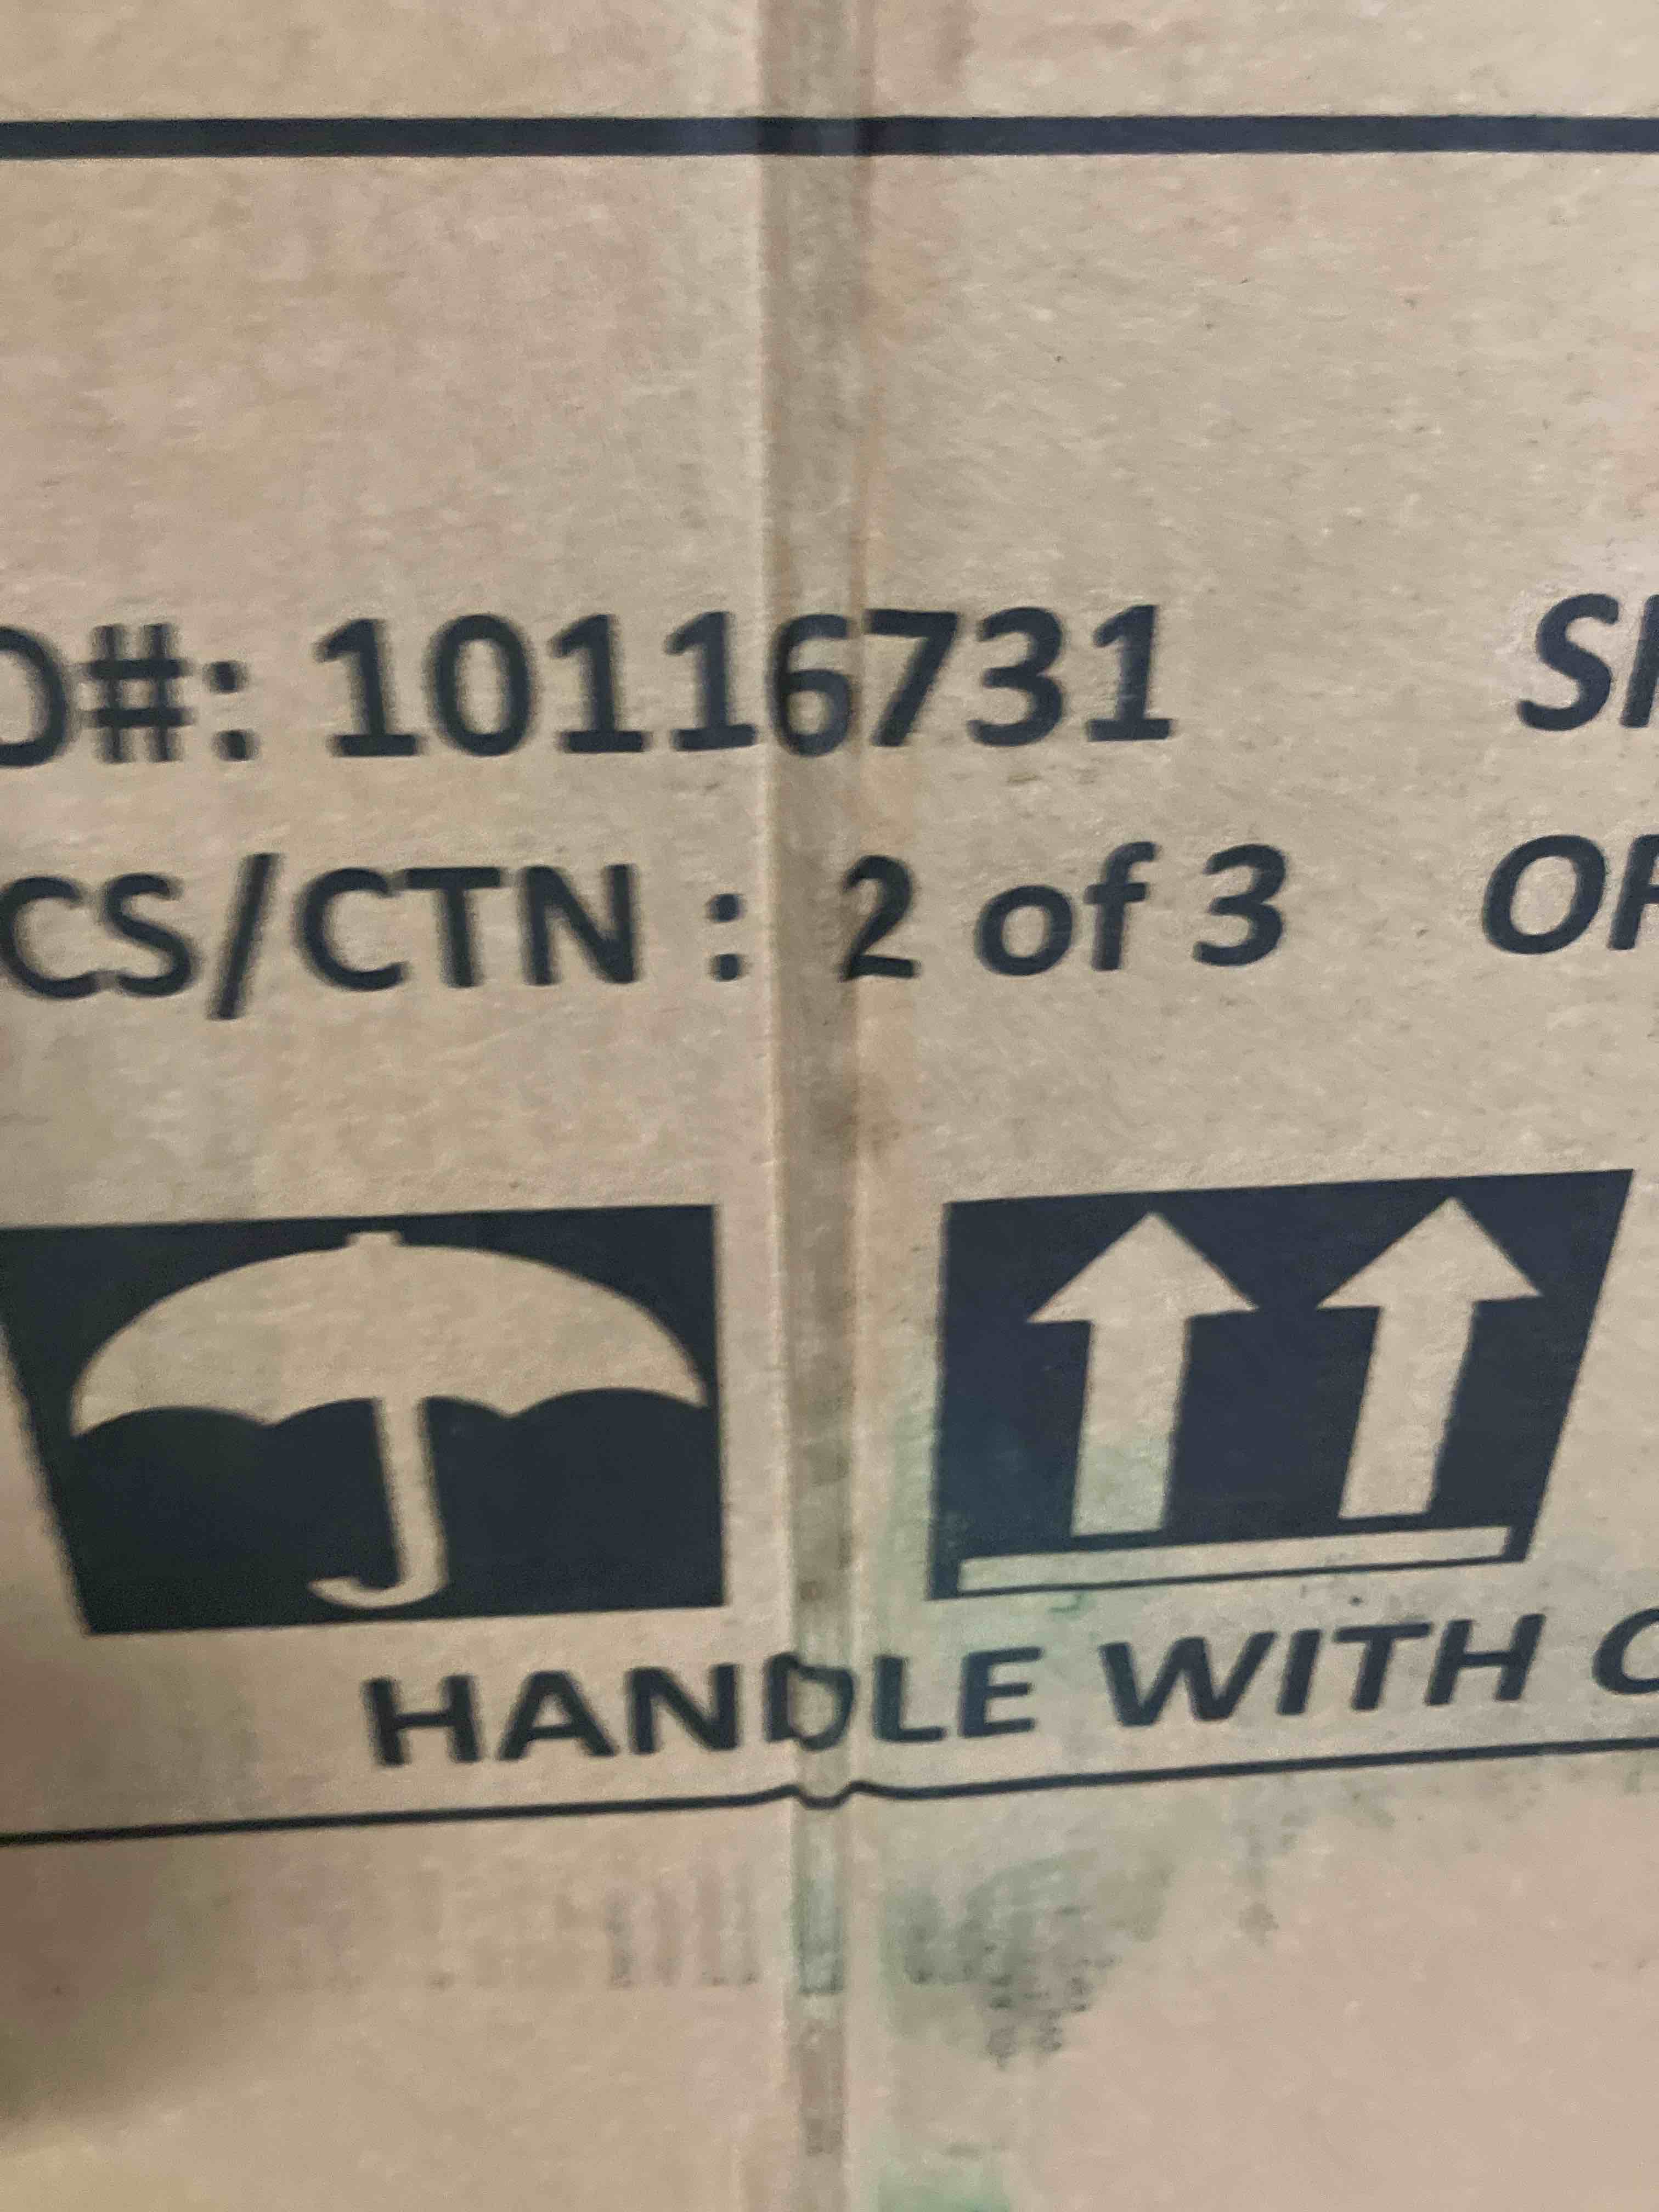 O#: 10116731 S
CS/CTN : 2 of 3 O
HANDLE WITH C